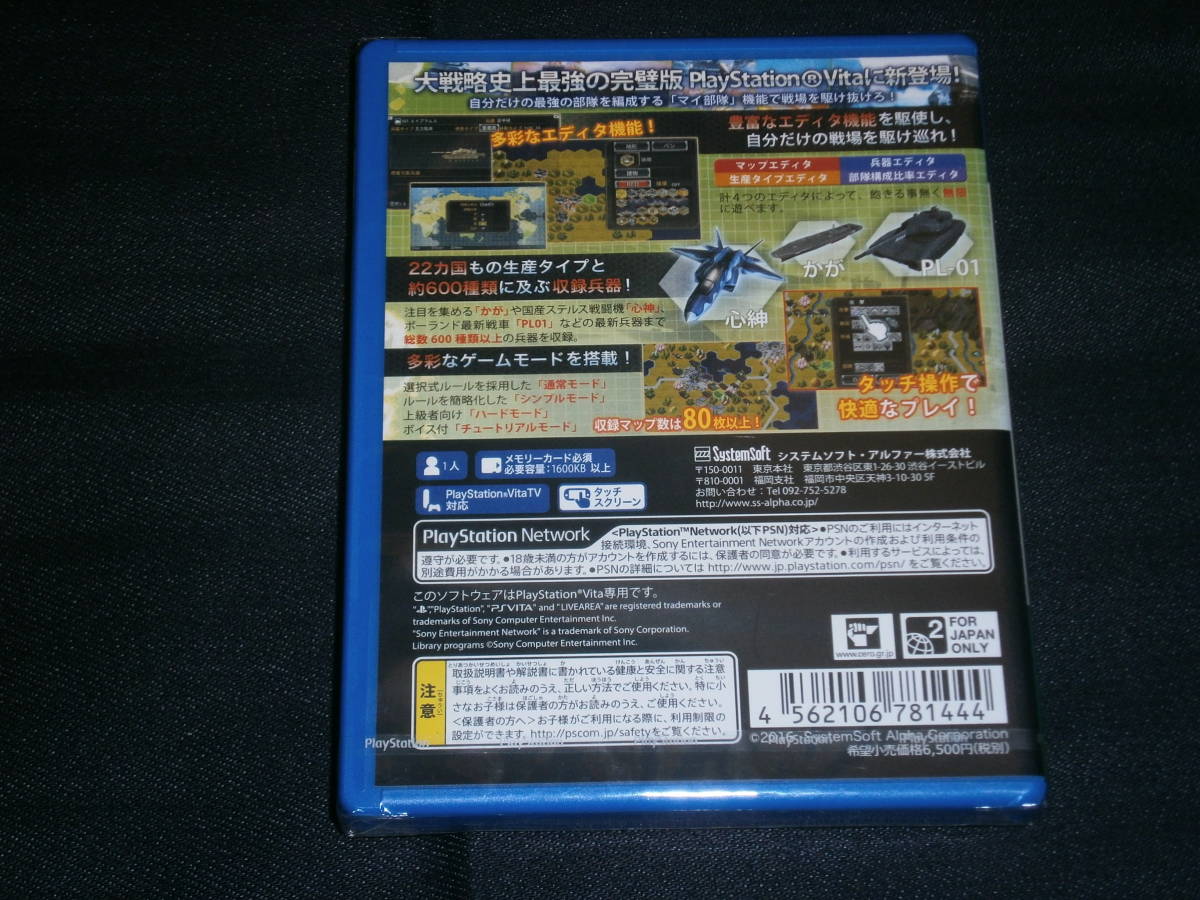 大戦略史上最強の完璧版 PlayStation®Vitaに新登場!
自分だけの最強の部隊を編成する「マイ部隊」機能で戦場を駆け抜けろ!
多彩なエディタ機能!
豊富なエディタ機能を駆使し、
自分だけの戦場を駆け巡れ!
マップエディタ
兵器エディタ
生産タイプエディタ
部隊構成比率エディタ
計4つのエディタによって、飽きる事無く無限
に遊べます。
かが
PL-01
心紳
22カ国もの生産タイプと
約600種類に及ぶ収録兵器!
注目を集める「かが」や国産ステルス戦闘機「心神」、
ポーランド最新戦車「PL01」などの最新兵器まで
総数600種類以上の兵器を収録。
多彩なゲームモードを搭載!
選択式ルールを採用した「通常モード」
ルールを簡略化した「シンプルモード」
上級者向け「ハードモード」
ボイス付「チュートリアルモード」
収録マップ数は80枚以上!
タッチ操作で
快適なプレイ!
1人
メモリーカード必須
必要容量:1600KB 以上
PlayStation®VitaTV
対応
タッチ
スクリーン
SystemSoft システムソフト・アルファー株式会社
〒150-0011 東京本社 東京都渋谷区東1-26-30 渋谷イーストビル
〒810-0001 福岡支社 福岡市中央区天神3-10-30 5F
お問い合わせ:Tel 092-752-5278
http://www.ss-alpha.co.jp/
PlayStation Network
<PlayStation™Network(以下PSN)対応>●PSNのご利用にはインターネット
接続環境、Sony Entertainment Networkアカウントの作成および利用条件の
遵守が必要です。●18歳未満の方がアカウントを作成するには、保護者の同意が必要です。●利用するサービスによっては、
別途費用がかかる場合があります。●PSNの詳細については http://www.jp.playstation.com/psn/ をご覧ください。
このソフトウェアはPlayStation®Vita専用です。
"PS", "PlayStation", "PSVITA" and "LIVEAREA" are registered trademarks or
trademarks of Sony Computer Entertainment Inc.
"Sony Entertainment Network" is a trademark of Sony Corporation.
Library programs ©Sony Computer Entertainment Inc.
www.cero.gr.jp
2 FOR
JAPAN
ONLY
注意
取扱説明書や解説書に書かれている健康と安全に関する注意
事項をよくお読みのうえ、正しい方法でご使用ください。特に小
さなお子様は保護者の方がお読みのうえ、ご使用ください。
<保護者の方へ>お子様がご利用になる際に、利用制限の
設定ができます。http://pscom.jp/safetyをご覧ください。
4 562106 781444
©2016 SystemSoft Alpha Corporation
希望小売価格6,500円(税別)
PlayStation